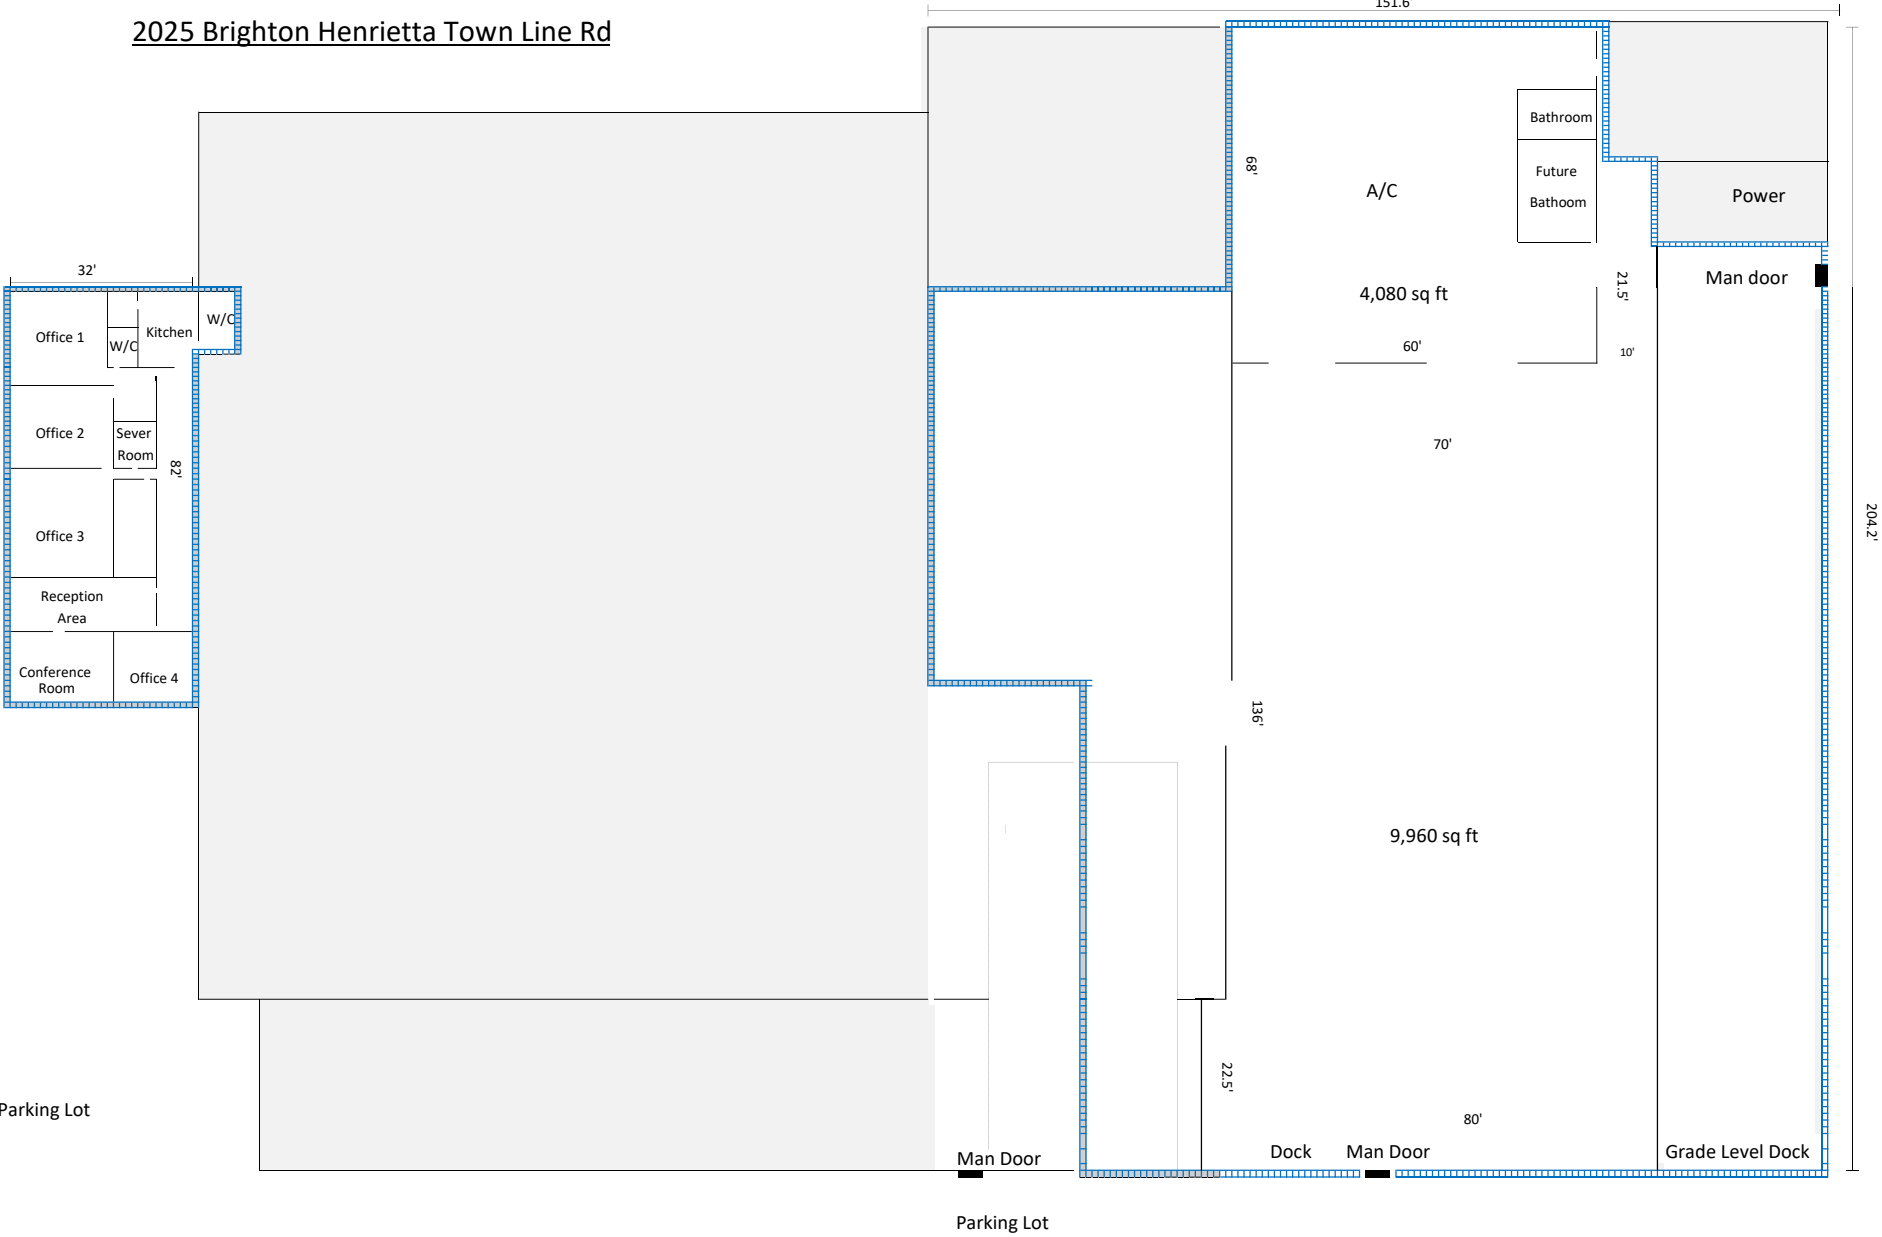 151.6'
2025 Brighton Henrietta Town Line Rd
Bathroom
68'
Future
A/C
Power
Bathoom
32'
Man door
21.5'
4,080 sq ft
W/C
Office 1
Kitchen
W/C
60'
10'
Office 2
Sever
Room
82'
70'
204.2'
Office 3
Reception
Area
Conference
Room
Office 4
136'
9,960 sq ft
22.5'
Parking Lot
80'
Man Door
Dock
Man Door
Grade Level Dock
Parking Lot